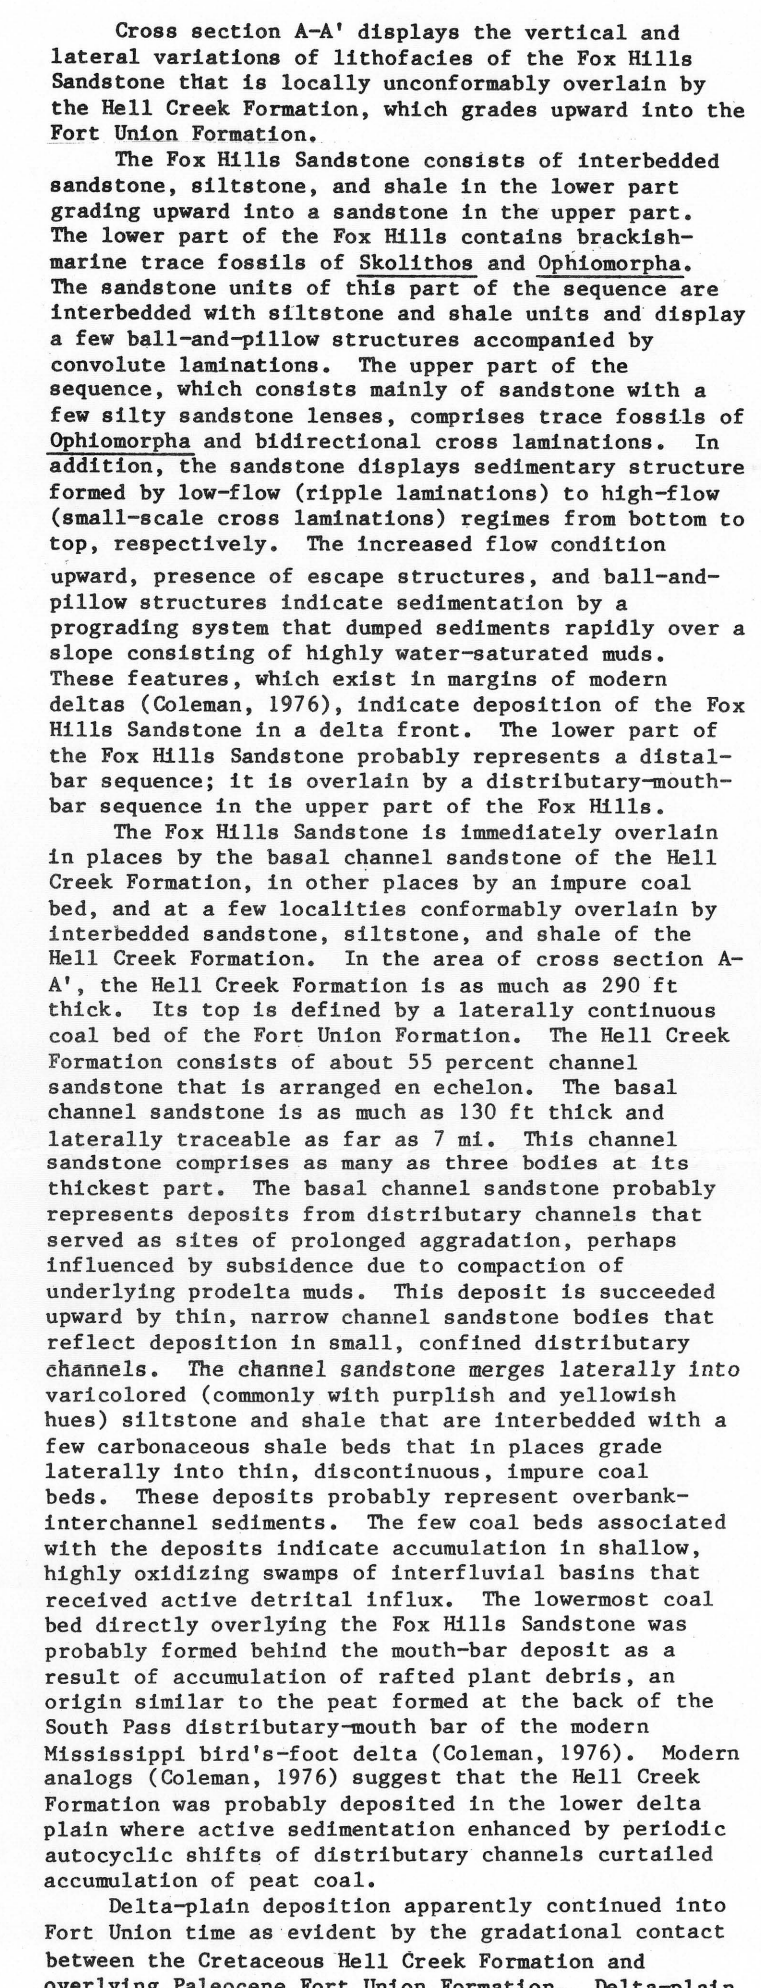 Cross section A-A' displays the vertical and
lateral variations of lithofacies of the Fox Hills
Sandstone that is locally unconformably overlain by
the Hell Creek Formation, which grades upward into the
Fort Union Formation.
The Fox Hills Sandstone consists of interbedded
sandstone, siltstone, and shale in the lower part
grading upward into a sandstone in the upper part.
The lower part of the Fox Hills contains brackish-
marine trace fossils of Skolithos and Ophiomorpha.
The sandstone units of this part of the sequence are
interbedded with siltstone and shale units and display
a few ball-and-pillow structures accompanied by
convolute laminations. The upper part of the
sequence, which consists mainly of sandstone with a
few silty sandstone lenses, comprises trace fossils of
Ophiomorpha and bidirectional cross laminations. In
addition, the sandstone displays sedimentary structure
formed by low-flow (ripple laminations) to high-flow
(small-scale cross laminations) regimes from bottom to
top, respectively. The increased flow condition
upward, presence of escape structures, and ball-and-
pillow structures indicate sedimentation by a
prograding system that dumped sediments rapidly over a
slope consisting of highly water-saturated muds.
These features, which exist in margins of modern
deltas (Coleman, 1976), indicate deposition of the Fox
Hills Sandstone in a delta front. The lower part of
the Fox Hills Sandstone probably represents a distal-
bar sequence; it is overlain by a distributary-mouth-
bar sequence in the upper part of the Fox Hills.
The Fox Hills Sandstone is immediately overlain
in places by the basal channel sandstone of the Hell
Creek Formation, in other places by an impure coal
bed, and at a few localities conformably overlain by
interbedded sandstone, siltstone, and shale of the
Hell Creek Formation. In the area of cross section A-
A', the Hell Creek Formation is as much as 290 ft
thick. Its top is defined by a laterally continuous
coal bed of the Fort Union Formation. The Hell Creek
Formation consists of about 55 percent channel
sandstone that is arranged en echelon. The basal
channel sandstone is as much as 130 ft thick and
laterally traceable as far as 7 mi. This channel
sandstone comprises as many as three bodies at its
thickest part. The basal channel sandstone probably
represents deposits from distributary channels that
served as sites of prolonged aggradation, perhaps
influenced by subsidence due to compaction of
underlying prodelta muds. This deposit is succeeded
upward by thin, narrow channel sandstone bodies that
reflect deposition in small, confined distributary
channels. The channel sandstone merges laterally into
varicolored (commonly with purplish and yellowish
hues) siltstone and shale that are interbedded with a
few carbonaceous shale beds that in places grade
laterally into thin, discontinuous, impure coal
beds. These deposits probably represent overbank-
interchannel sediments. The few coal beds associated
with the deposits indicate accumulation in shallow,
highly oxidizing swamps of interfluvial basins that
received active detrital influx. The lowermost coal
bed directly overlying the Fox Hills Sandstone was
probably formed behind the mouth-bar deposit as a
result of accumulation of rafted plant debris, an
origin similar to the peat formed at the back of the
South Pass distributary-mouth bar of the modern
Mississippi bird's-foot delta (Coleman, 1976). Modern
analogs (Coleman, 1976) suggest that the Hell Creek
Formation was probably deposited in the lower delta
plain where active sedimentation enhanced by periodic
autocyclic shifts of distributary channels curtailed
accumulation of peat coal.
Delta-plain deposition apparently continued into
Fort Union time as evident by the gradational contact
between the Cretaceous Hell Creek Formation and
overlying Paleocene Fort Union Formation. Delta-plain